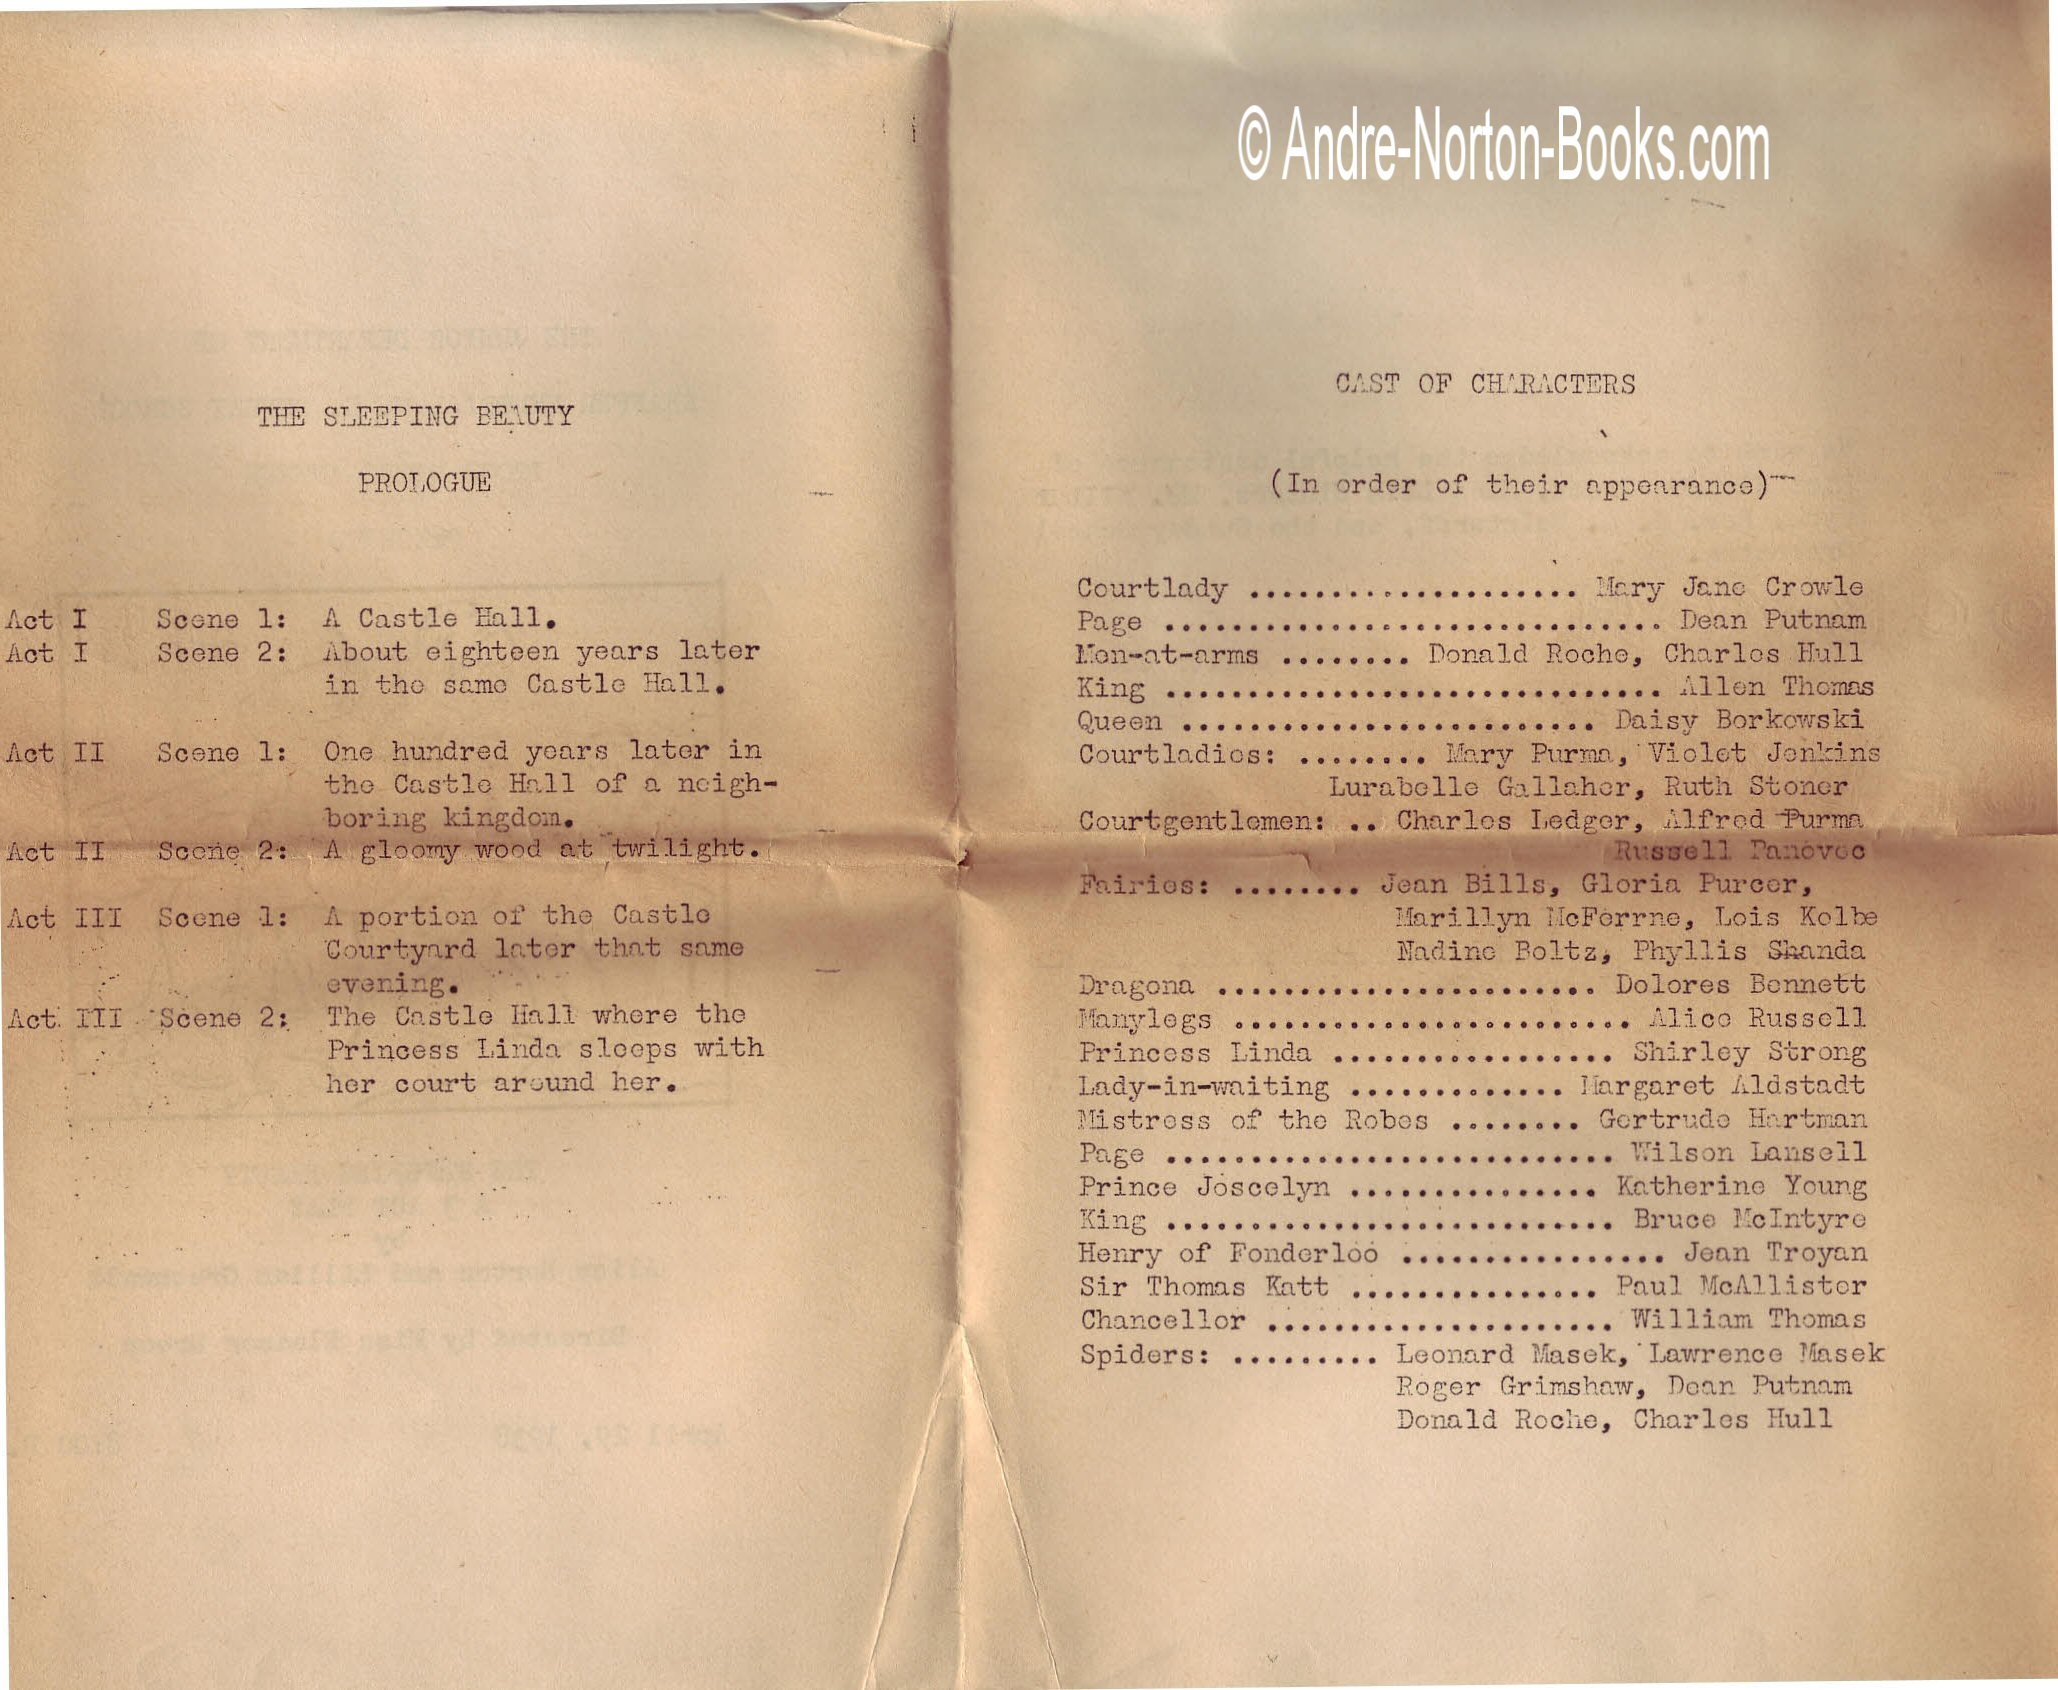 © Andre-Norton-Books.com
THE SLEEPING BEAUTY
PROLOGUE
Act I Scene 1: A Castle Hall.
Act I Scene 2: About eighteen years later
in the same Castle Hall.
Act II Scene 1: One hundred years later in
the Castle Hall of a neigh-
boring kingdom.
Act II Scene 2: A gloomy wood at twilight.
Act III Scene 1: A portion of the Castle
Courtyard later that same
evening.
Act III Scene 2: The Castle Hall where the
Princess Linda sleeps with
her court around her.
CAST OF CHARACTERS
(In order of their appearance)
Courtlady .................... Mary Jane Crowle
Page ............................... Dean Putnam
Men-at-arms ........ Donald Roche, Charles Hull
King ............................... Allen Thomas
Queen .......................... Daisy Borkowski
Courtladies: ........ Mary Purma, Violet Jenkins
Lurabelle Gallaher, Ruth Stoner
Courtgentlemen: .. Charles Ledger, Alfred Purma
Russell Panovec
Fairies: ........ Jean Bills, Gloria Purcer,
Marillyn McFerrne, Lois Kolbe
Nadine Boltz, Phyllis Shanda
Dragona ........................ Dolores Bennett
Manylegs ......................... Alice Russell
Princess Linda .................. Shirley Strong
Lady-in-waiting ............. Margaret Aldstadt
Mistress of the Robes ........ Gertrude Hartman
Page ............................ Wilson Lansell
Prince Joscelyn ............... Katherine Young
King ............................ Bruce McIntyre
Henry of Fonderloo ................ Jean Troyan
Sir Thomas Katt ............... Paul McAllister
Chancellor ..................... William Thomas
Spiders: ......... Leonard Masek, Lawrence Masek
Roger Grimshaw, Dean Putnam
Donald Roche, Charles Hull